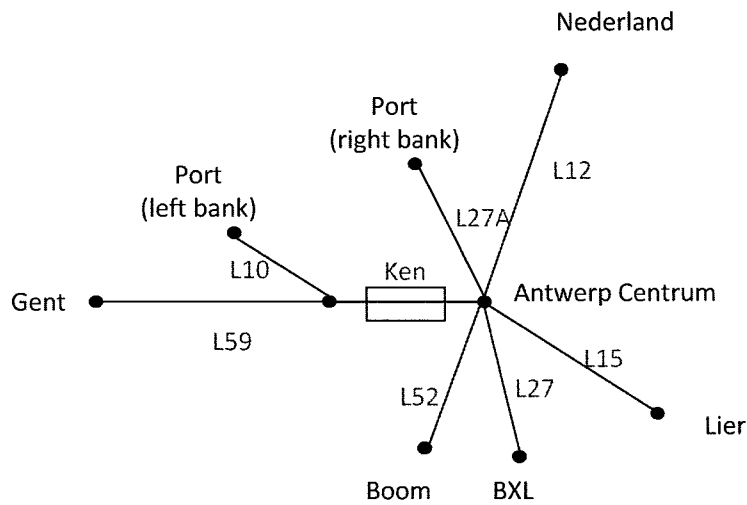 Nederland
Port
(right bank)
L12
Port
(left bank)
L27A
L10
Ken
Gent
Antwerp Centrum
L59
L15
L52
L27
Lier
Boom
BXL